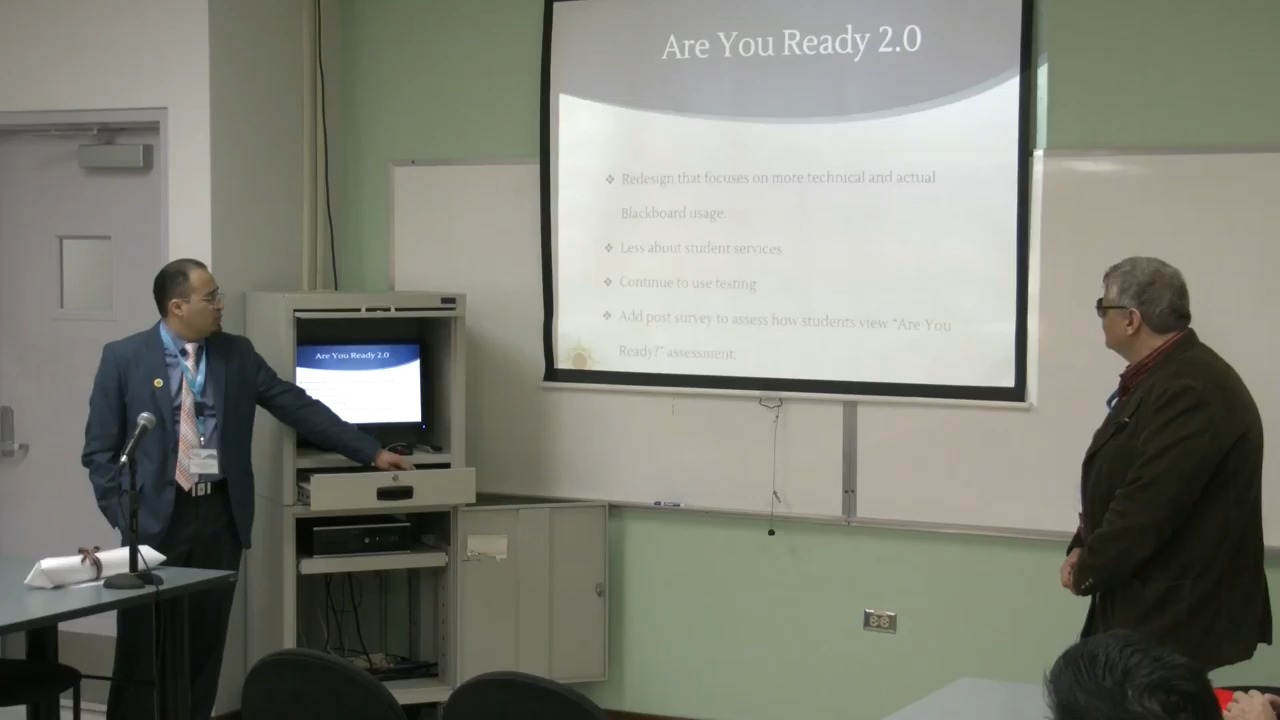 Are You Ready 2.0
❖ Redesign that focuses on more technical and actual
Blackboard usage.
❖ Less about student services
❖ Continue to use testing
❖ Add post survey to assess how students view “Are You
Ready?” assessment.
Are You Ready 2.0